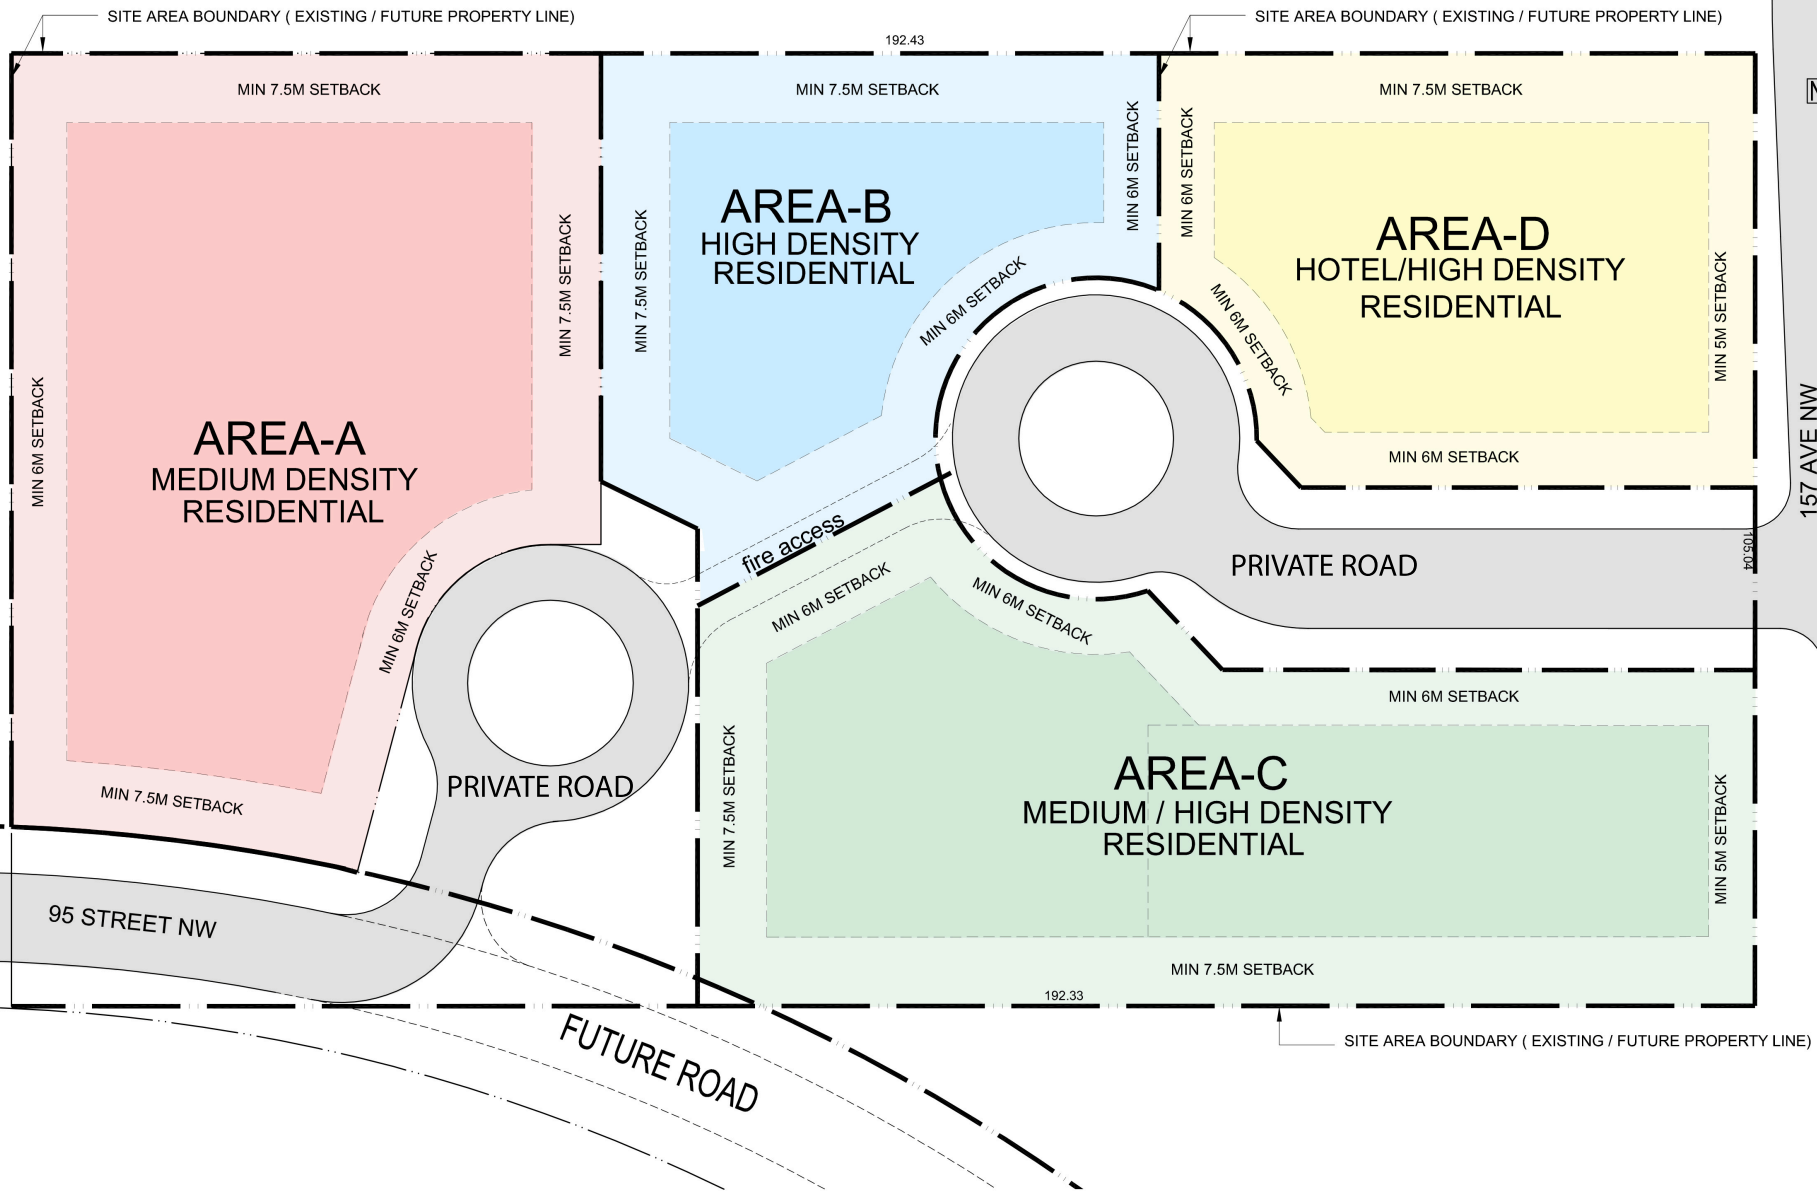 SITE AREA BOUNDARY ( EXISTING / FUTURE PROPERTY LINE)
SITE AREA BOUNDARY ( EXISTING / FUTURE PROPERTY LINE)
192.43
MIN 7.5M SETBACK
MIN 7.5M SETBACK
MIN 7.5M SETBACK
MIN 6M SETBACK
MIN 6M SETBACK
AREA-B
HIGH DENSITY
RESIDENTIAL
AREA-D
HOTEL/HIGH DENSITY
RESIDENTIAL
MIN 7.5M SETBACK
MIN 7.5M SETBACK
MIN 6M SETBACK
MIN 6M SETBACK
MIN 5M SETBACK
MIN 6M SETBACK
AREA-A
MEDIUM DENSITY
RESIDENTIAL
MIN 6M SETBACK
157 AVE NW
fire access
PRIVATE ROAD
105.04
MIN 6M SETBACK
MIN 6M SETBACK
MIN 6M SETBACK
MIN 6M SETBACK
PRIVATE ROAD
MIN 7.5M SETBACK
MIN 7.5M SETBACK
AREA-C
MEDIUM / HIGH DENSITY
RESIDENTIAL
MIN 5M SETBACK
95 STREET NW
MIN 7.5M SETBACK
192.33
FUTURE ROAD
SITE AREA BOUNDARY ( EXISTING / FUTURE PROPERTY LINE)